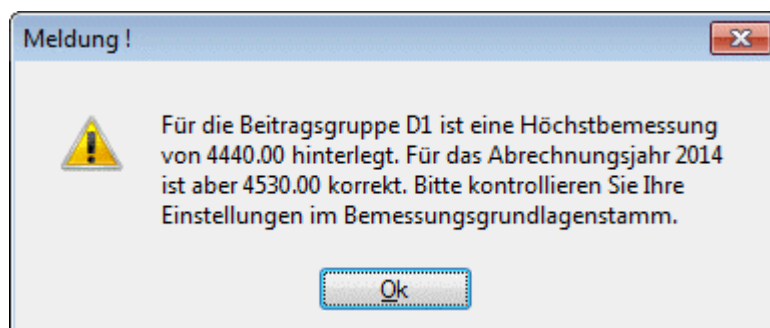 Meldung !
Für die Beitragsgruppe D1 ist eine Höchstbemessung
von 4440.00 hinterlegt. Für das Abrechnungsjahr 2014
ist aber 4530.00 korrekt. Bitte kontrollieren Sie Ihre
Einstellungen im Bemessungsgrundlagenstamm.
Ok